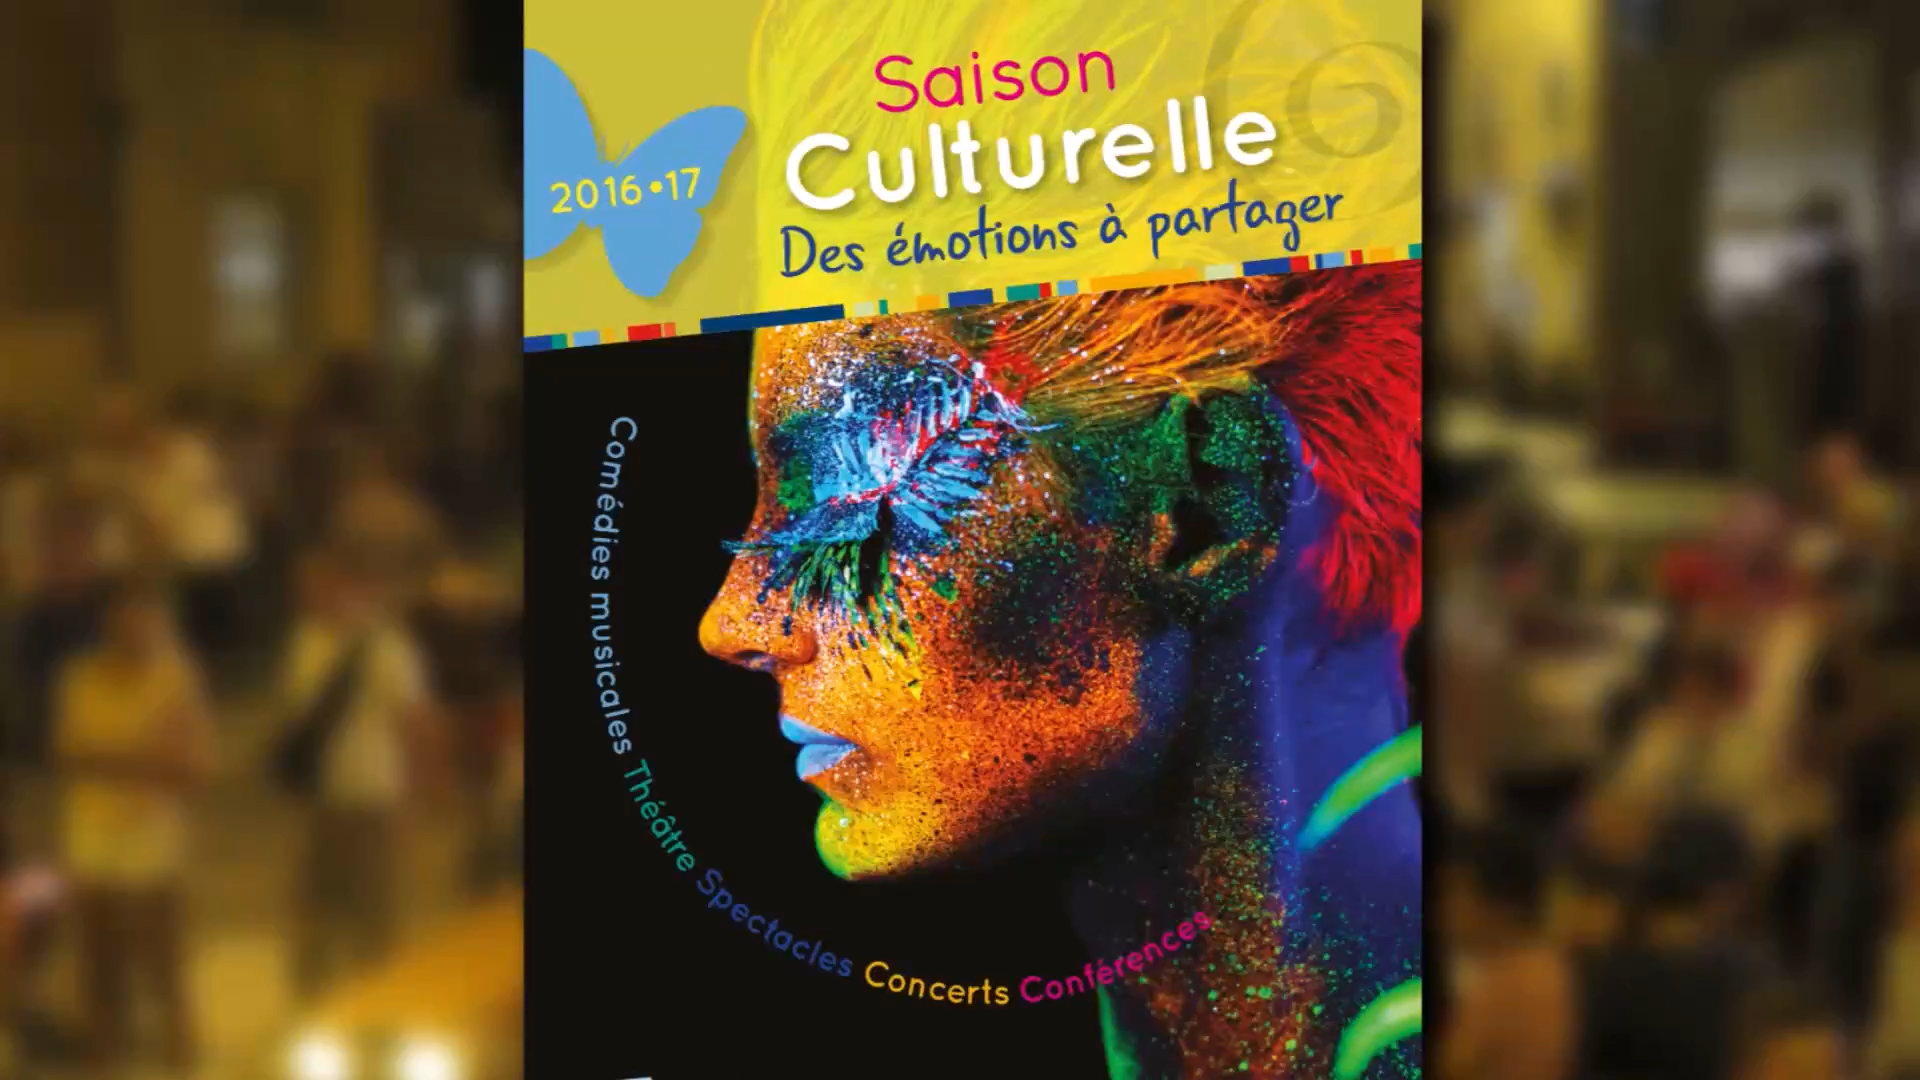 Saison
Culturelle
2016•17
Des émotions à partager
Comédies musicales Théâtre Spectacles Concerts Conférences